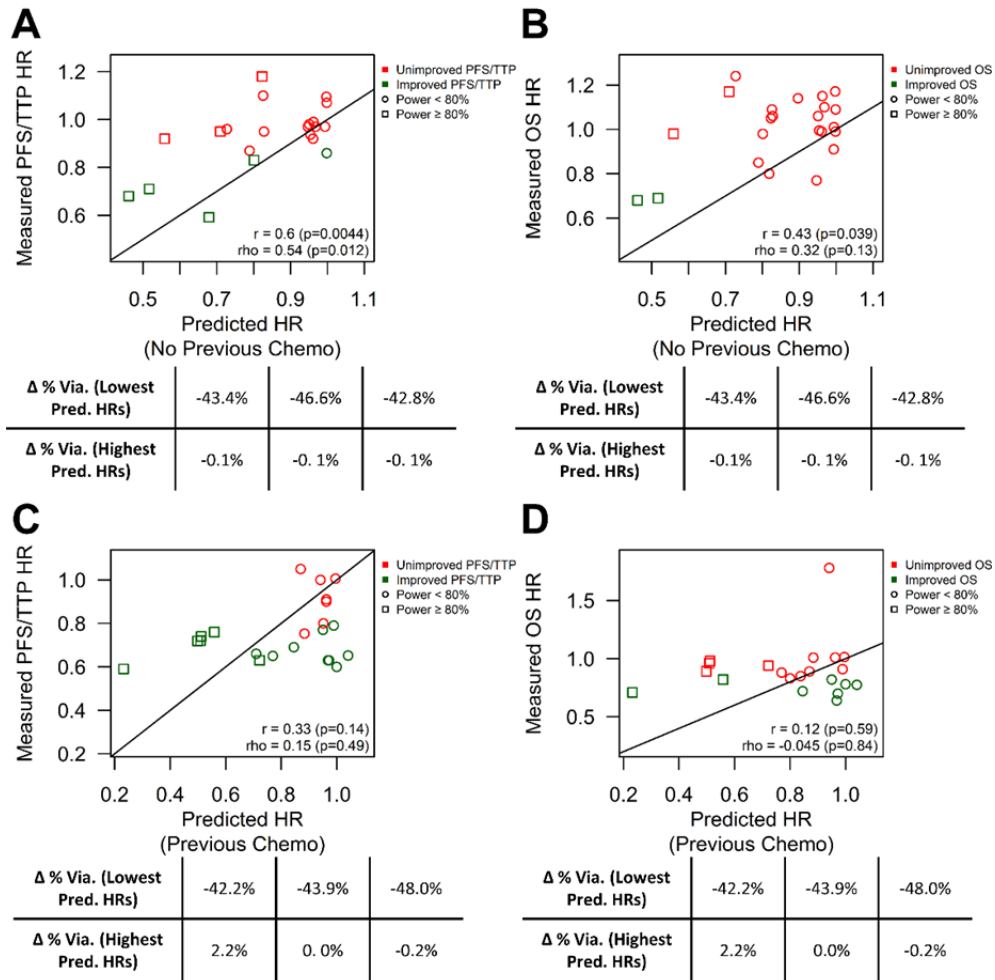 A
Measured PFS/TTP HR
1.2
1.0
0.8
0.6
0.5
0.7
0.9
1.1
r = 0.6 (p=0.0044)
rho = 0.54 (p=0.012)
Unimproved PFS/TTP
Improved PFS/TTP
Power < 80%
Power ≥ 80%
Predicted HR
(No Previous Chemo)
Δ % Via. (Lowest
Pred. HRs)
-43.4%
-46.6%
-42.8%
Δ % Via. (Highest
Pred. HRs)
-0.1%
-0. 1%
-0. 1%
B
Measured OS HR
1.2
1.0
0.8
0.6
0.5
0.7
0.9
1.1
r = 0.43 (p=0.039)
rho = 0.32 (p=0.13)
Unimproved OS
Improved OS
Power < 80%
Power ≥ 80%
Predicted HR
(No Previous Chemo)
Δ % Via. (Lowest
Pred. HRs)
-43.4%
-46.6%
-42.8%
Δ % Via. (Highest
Pred. HRs)
-0.1%
-0. 1%
-0. 1%
C
Measured PFS/TTP HR
1.0
0.8
0.6
0.4
0.2
0.2
0.4
0.6
0.8
1.0
r = 0.33 (p=0.14)
rho = 0.15 (p=0.49)
Unimproved PFS/TTP
Improved PFS/TTP
Power < 80%
Power ≥ 80%
Predicted HR
(Previous Chemo)
Δ % Via. (Lowest
Pred. HRs)
-42.2%
-43.9%
-48.0%
Δ % Via. (Highest
Pred. HRs)
2.2%
0. 0%
-0.2%
D
Measured OS HR
1.5
1.0
0.5
0.2
0.4
0.6
0.8
1.0
r = 0.12 (p=0.59)
rho = -0.045 (p=0.84)
Unimproved OS
Improved OS
Power < 80%
Power ≥ 80%
Predicted HR
(Previous Chemo)
Δ % Via. (Lowest
Pred. HRs)
-42.2%
-43.9%
-48.0%
Δ % Via. (Highest
Pred. HRs)
2.2%
0.0%
-0.2%